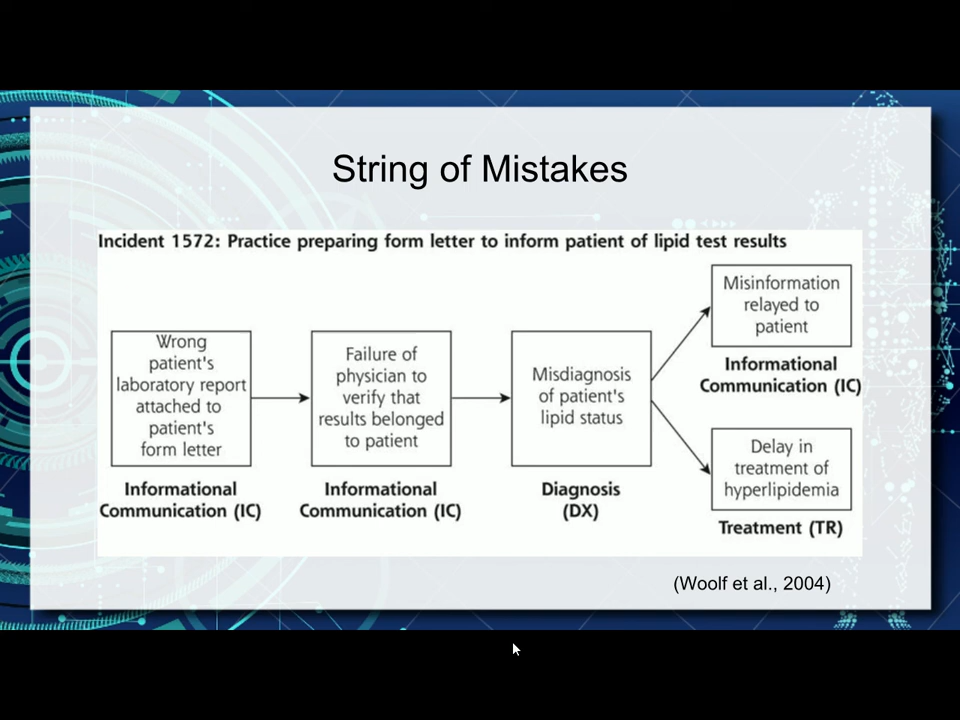 String of Mistakes
Incident 1572: Practice preparing form letter to inform patient of lipid test results
Wrong
patient's
laboratory report
attached to
patient's
form letter
Informational
Communication (IC)
Failure of
physician to
verify that
results belonged
to patient
Informational
Communication (IC)
Misdiagnosis
of patient's
lipid status
Diagnosis
(DX)
Misinformation
relayed to
patient
Informational
Communication (IC)
Delay in
treatment of
hyperlipidemia
Treatment (TR)
(Woolf et al., 2004)